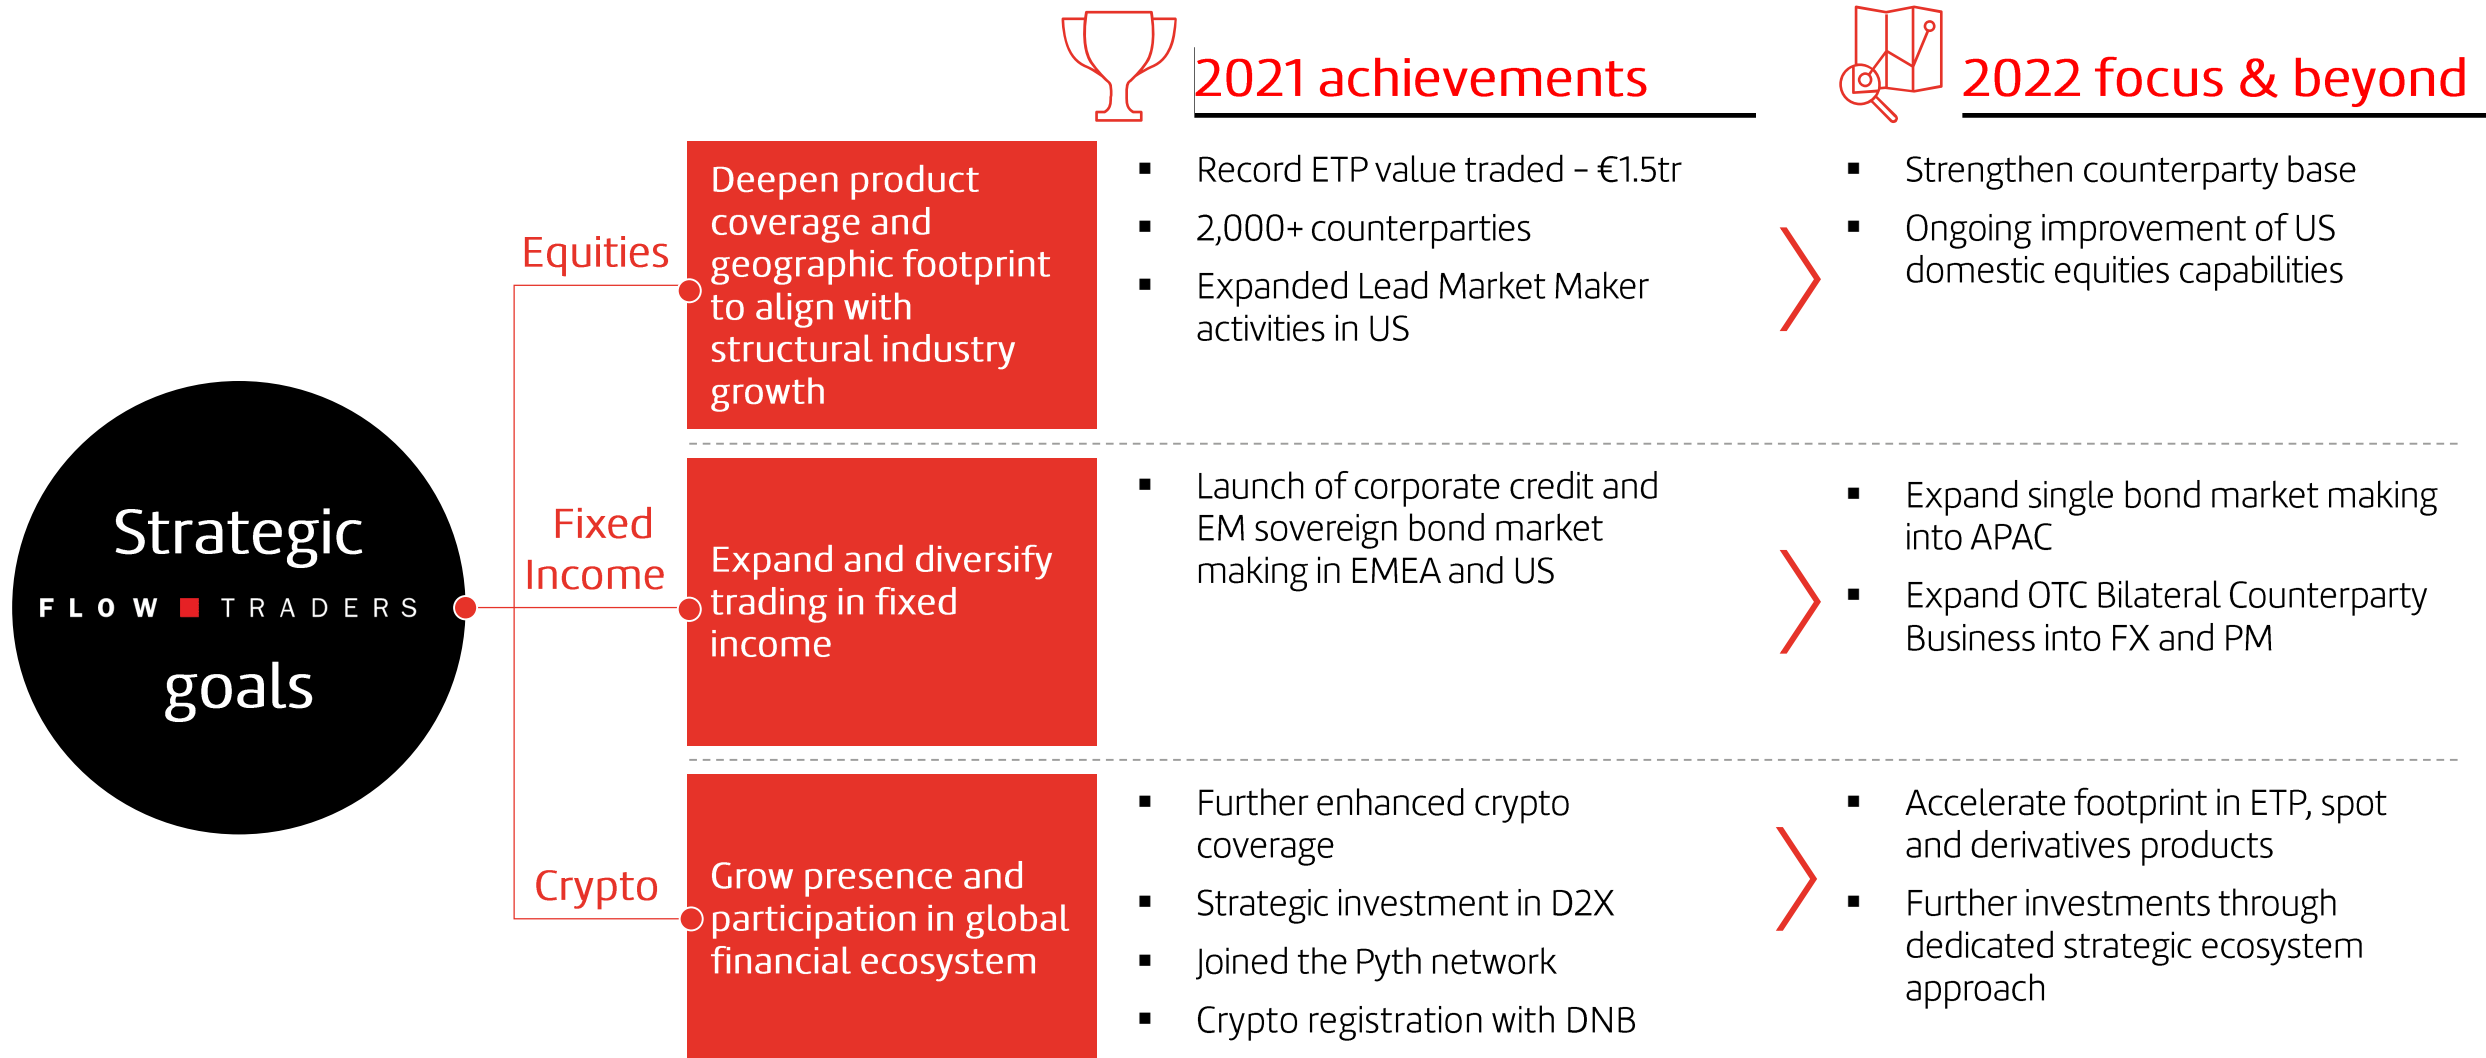 2021 achievements
2022 focus & beyond
Strategic
FLOW TRADERS
goals
Equities
Deepen product
coverage and
geographic footprint
to align with
structural industry
growth
▪ Record ETP value traded – €1.5tr
▪ 2,000+ counterparties
▪ Expanded Lead Market Maker
activities in US
▪ Strengthen counterparty base
▪ Ongoing improvement of US
domestic equities capabilities
Fixed
Income
Expand and diversify
trading in fixed
income
▪ Launch of corporate credit and
EM sovereign bond market
making in EMEA and US
▪ Expand single bond market making
into APAC
▪ Expand OTC Bilateral Counterparty
Business into FX and PM
Crypto
Grow presence and
participation in global
financial ecosystem
▪ Further enhanced crypto
coverage
▪ Strategic investment in D2X
▪ Joined the Pyth network
▪ Crypto registration with DNB
▪ Accelerate footprint in ETP, spot
and derivatives products
▪ Further investments through
dedicated strategic ecosystem
approach